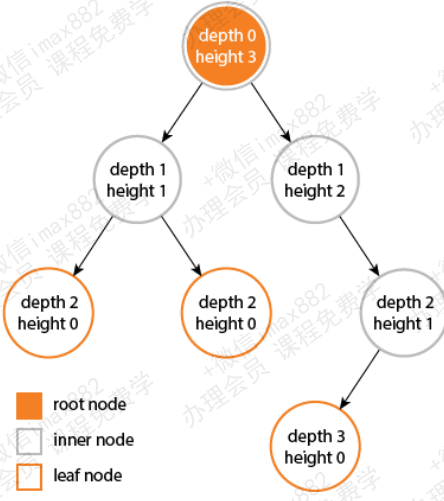 depth 0
height 3
depth 1
height 1
depth 1
height 2
depth 2
height 0
depth 2
height 0
depth 2
height 1
depth 3
height 0
root node
inner node
leaf node
+微信imax882
办理会员 课程免费学